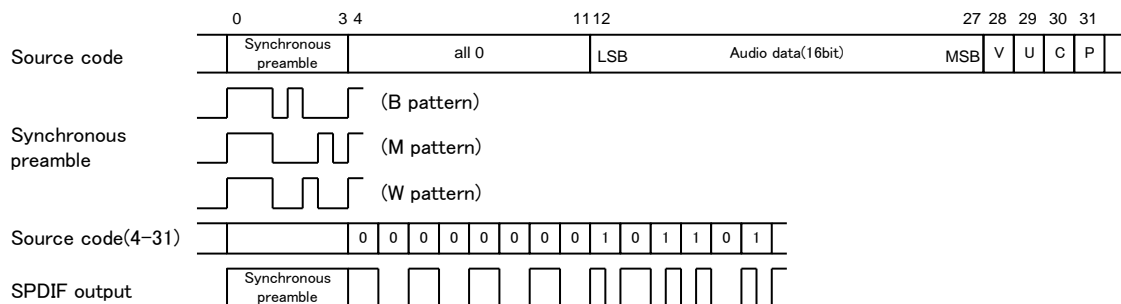 0 3 4 11 12 27 28 29 30 31
Source code Synchronous preamble all 0 LSB Audio data(16bit) MSB V U C P
(B pattern)
Synchronous preamble (M pattern)
(W pattern)
Source code(4-31) 0 0 0 0 0 0 0 0 1 0 1 1 0 1
SPDIF output Synchronous preamble